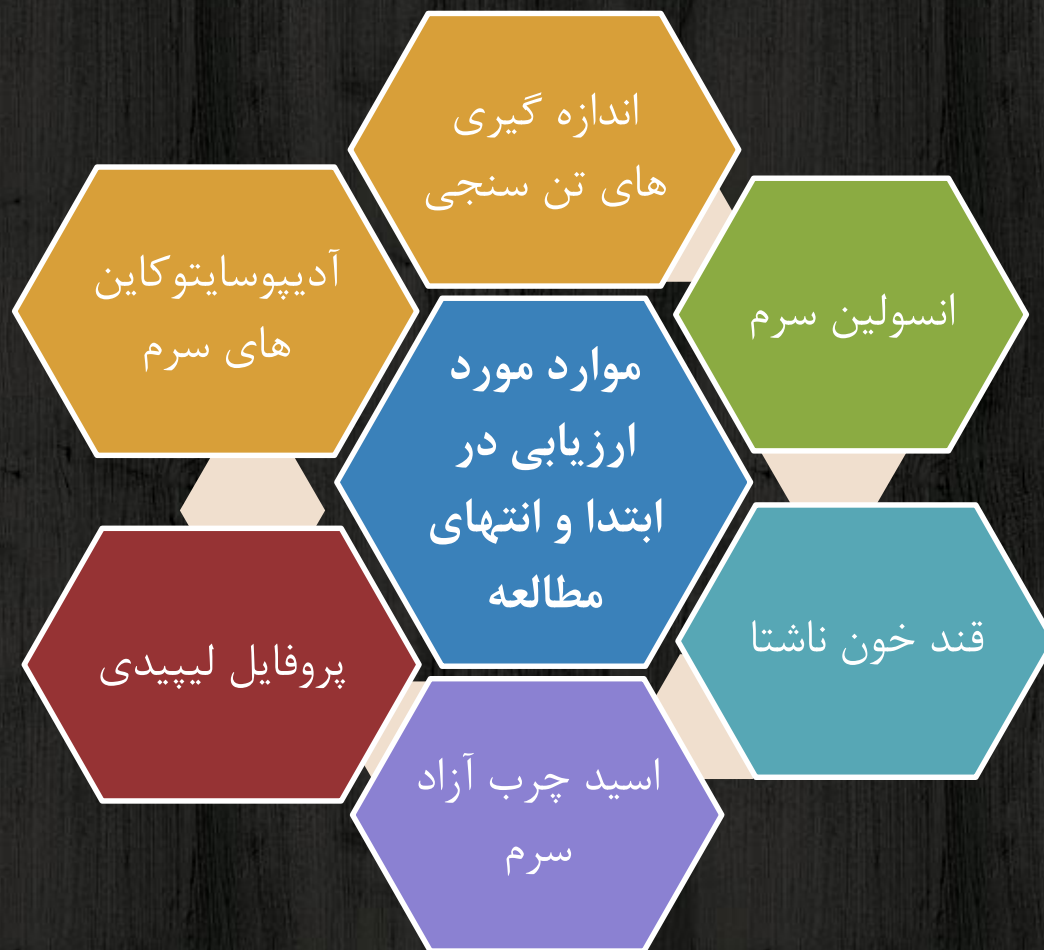 اندازه گیری
های تن سنجی
انسولین سرم
قند خون ناشتا
اسید چرب آزاد
سرم
پروفایل لیپیدی
آدیپوسایتوکاین
های سرم
موارد مورد
ارزیابی در
ابتدا و انتهای
مطالعه